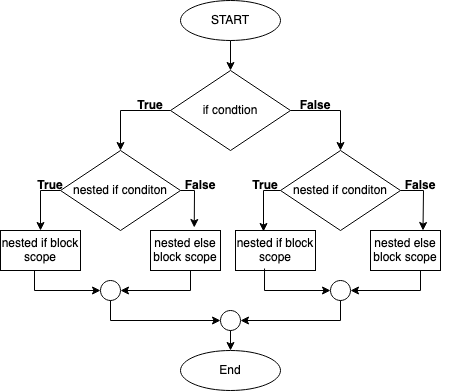 START
if condtion
True
False
nested if conditon
nested if conditon
True
False
True
False
nested if block
scope
nested else
block scope
nested if block
scope
nested else
block scope
End